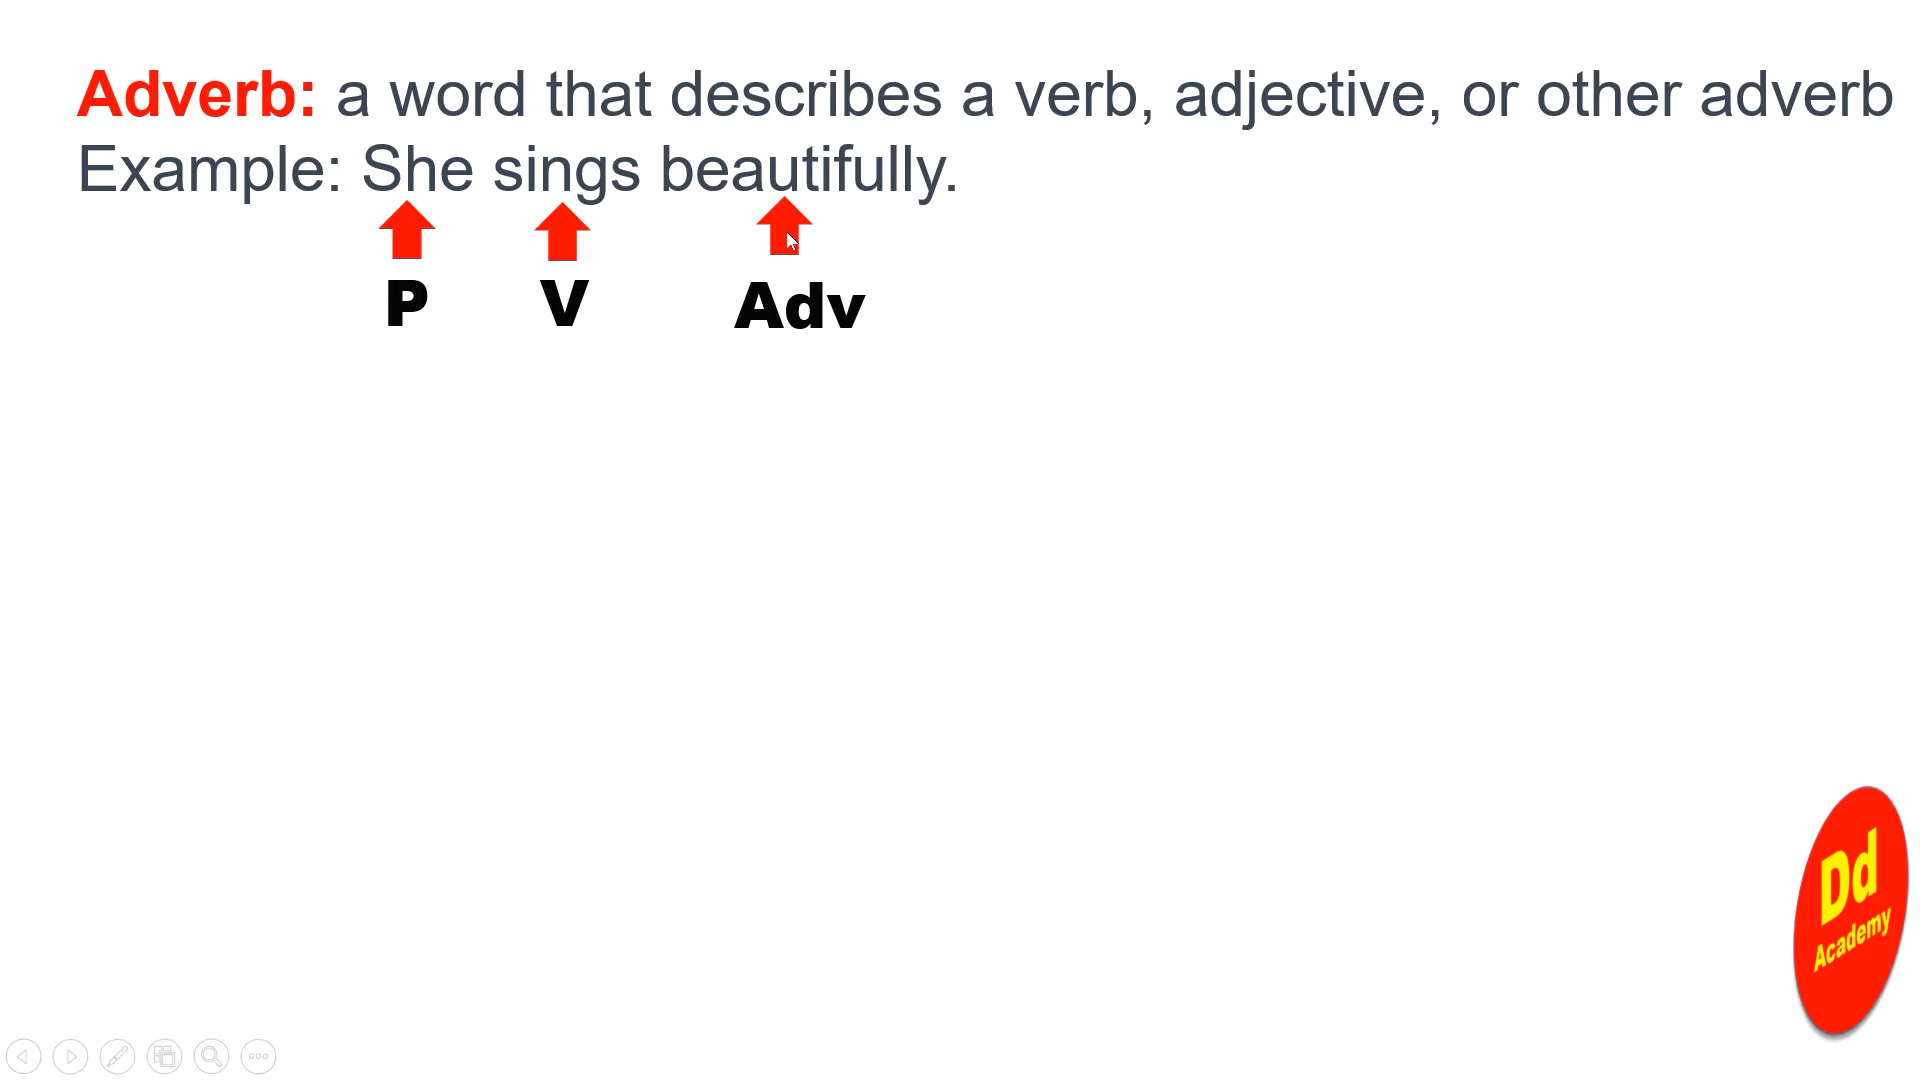 Adverb: a word that describes a verb, adjective, or other adverb
Example: She sings beautifully.
P V Adv
Dd
Academy